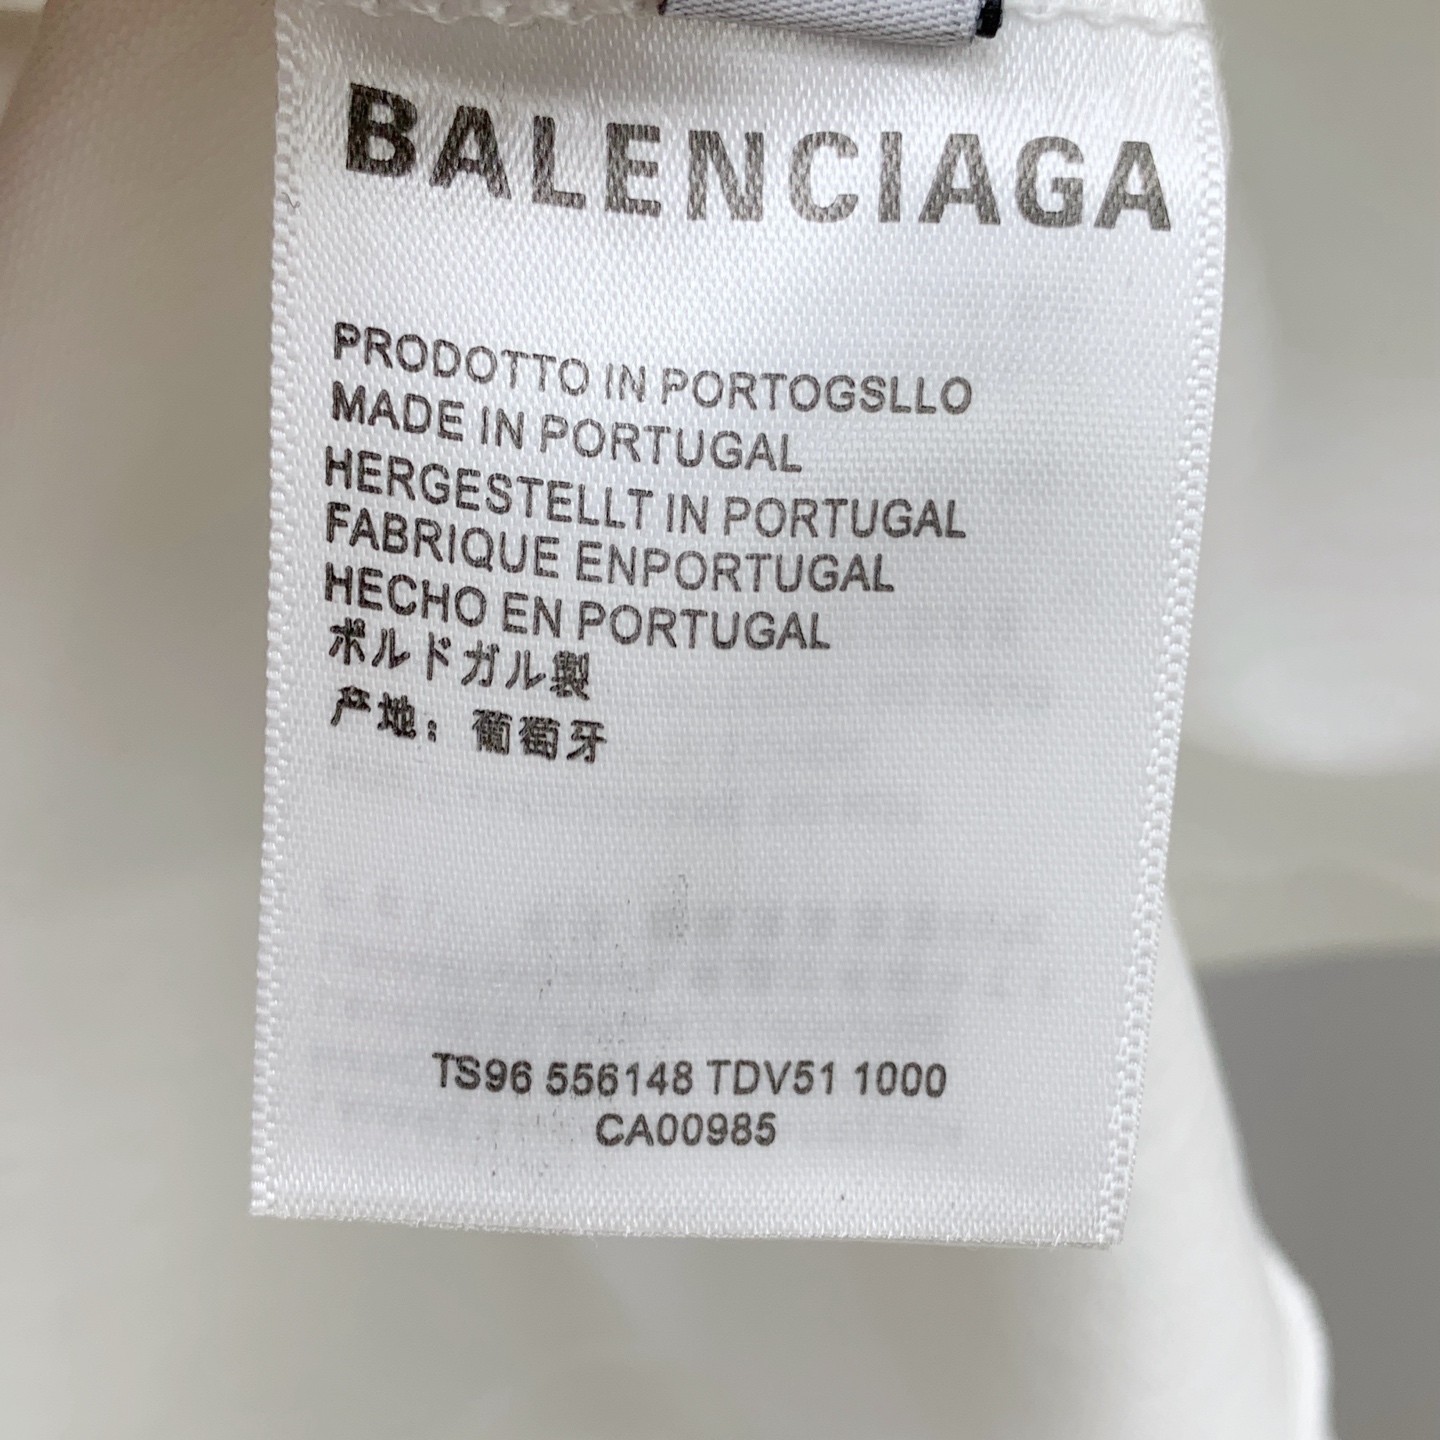 BALENCIAGA
PRODOTTO IN PORTOGSLLO
MADE IN PORTUGAL
HERGESTELLT IN PORTUGAL
FABRIQUE ENPORTUGAL
HECHO EN PORTUGAL
ポルドガル製
产地：葡萄牙
TS96 556148 TDV51 1000
CA00985